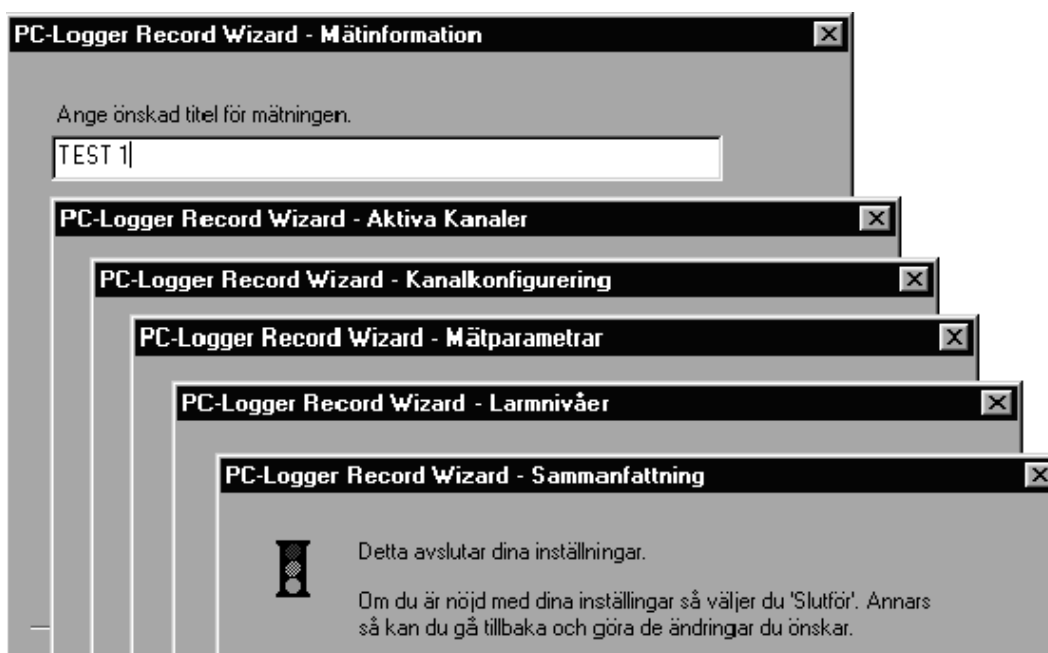 PC-Logger Record Wizard - Mätinformation
Ange önskad titel för mätningen.
TEST 1
PC-Logger Record Wizard - Aktiva Kanaler
PC-Logger Record Wizard - Kanalkonfigurering
PC-Logger Record Wizard - Mätparametrar
PC-Logger Record Wizard - Larmnivåer
PC-Logger Record Wizard - Sammanfattning
Detta avslutar dina inställningar.
Om du är nöjd med dina inställingar så väljer du 'Slutför'. Annars
så kan du gå tillbaka och göra de ändringar du önskar.